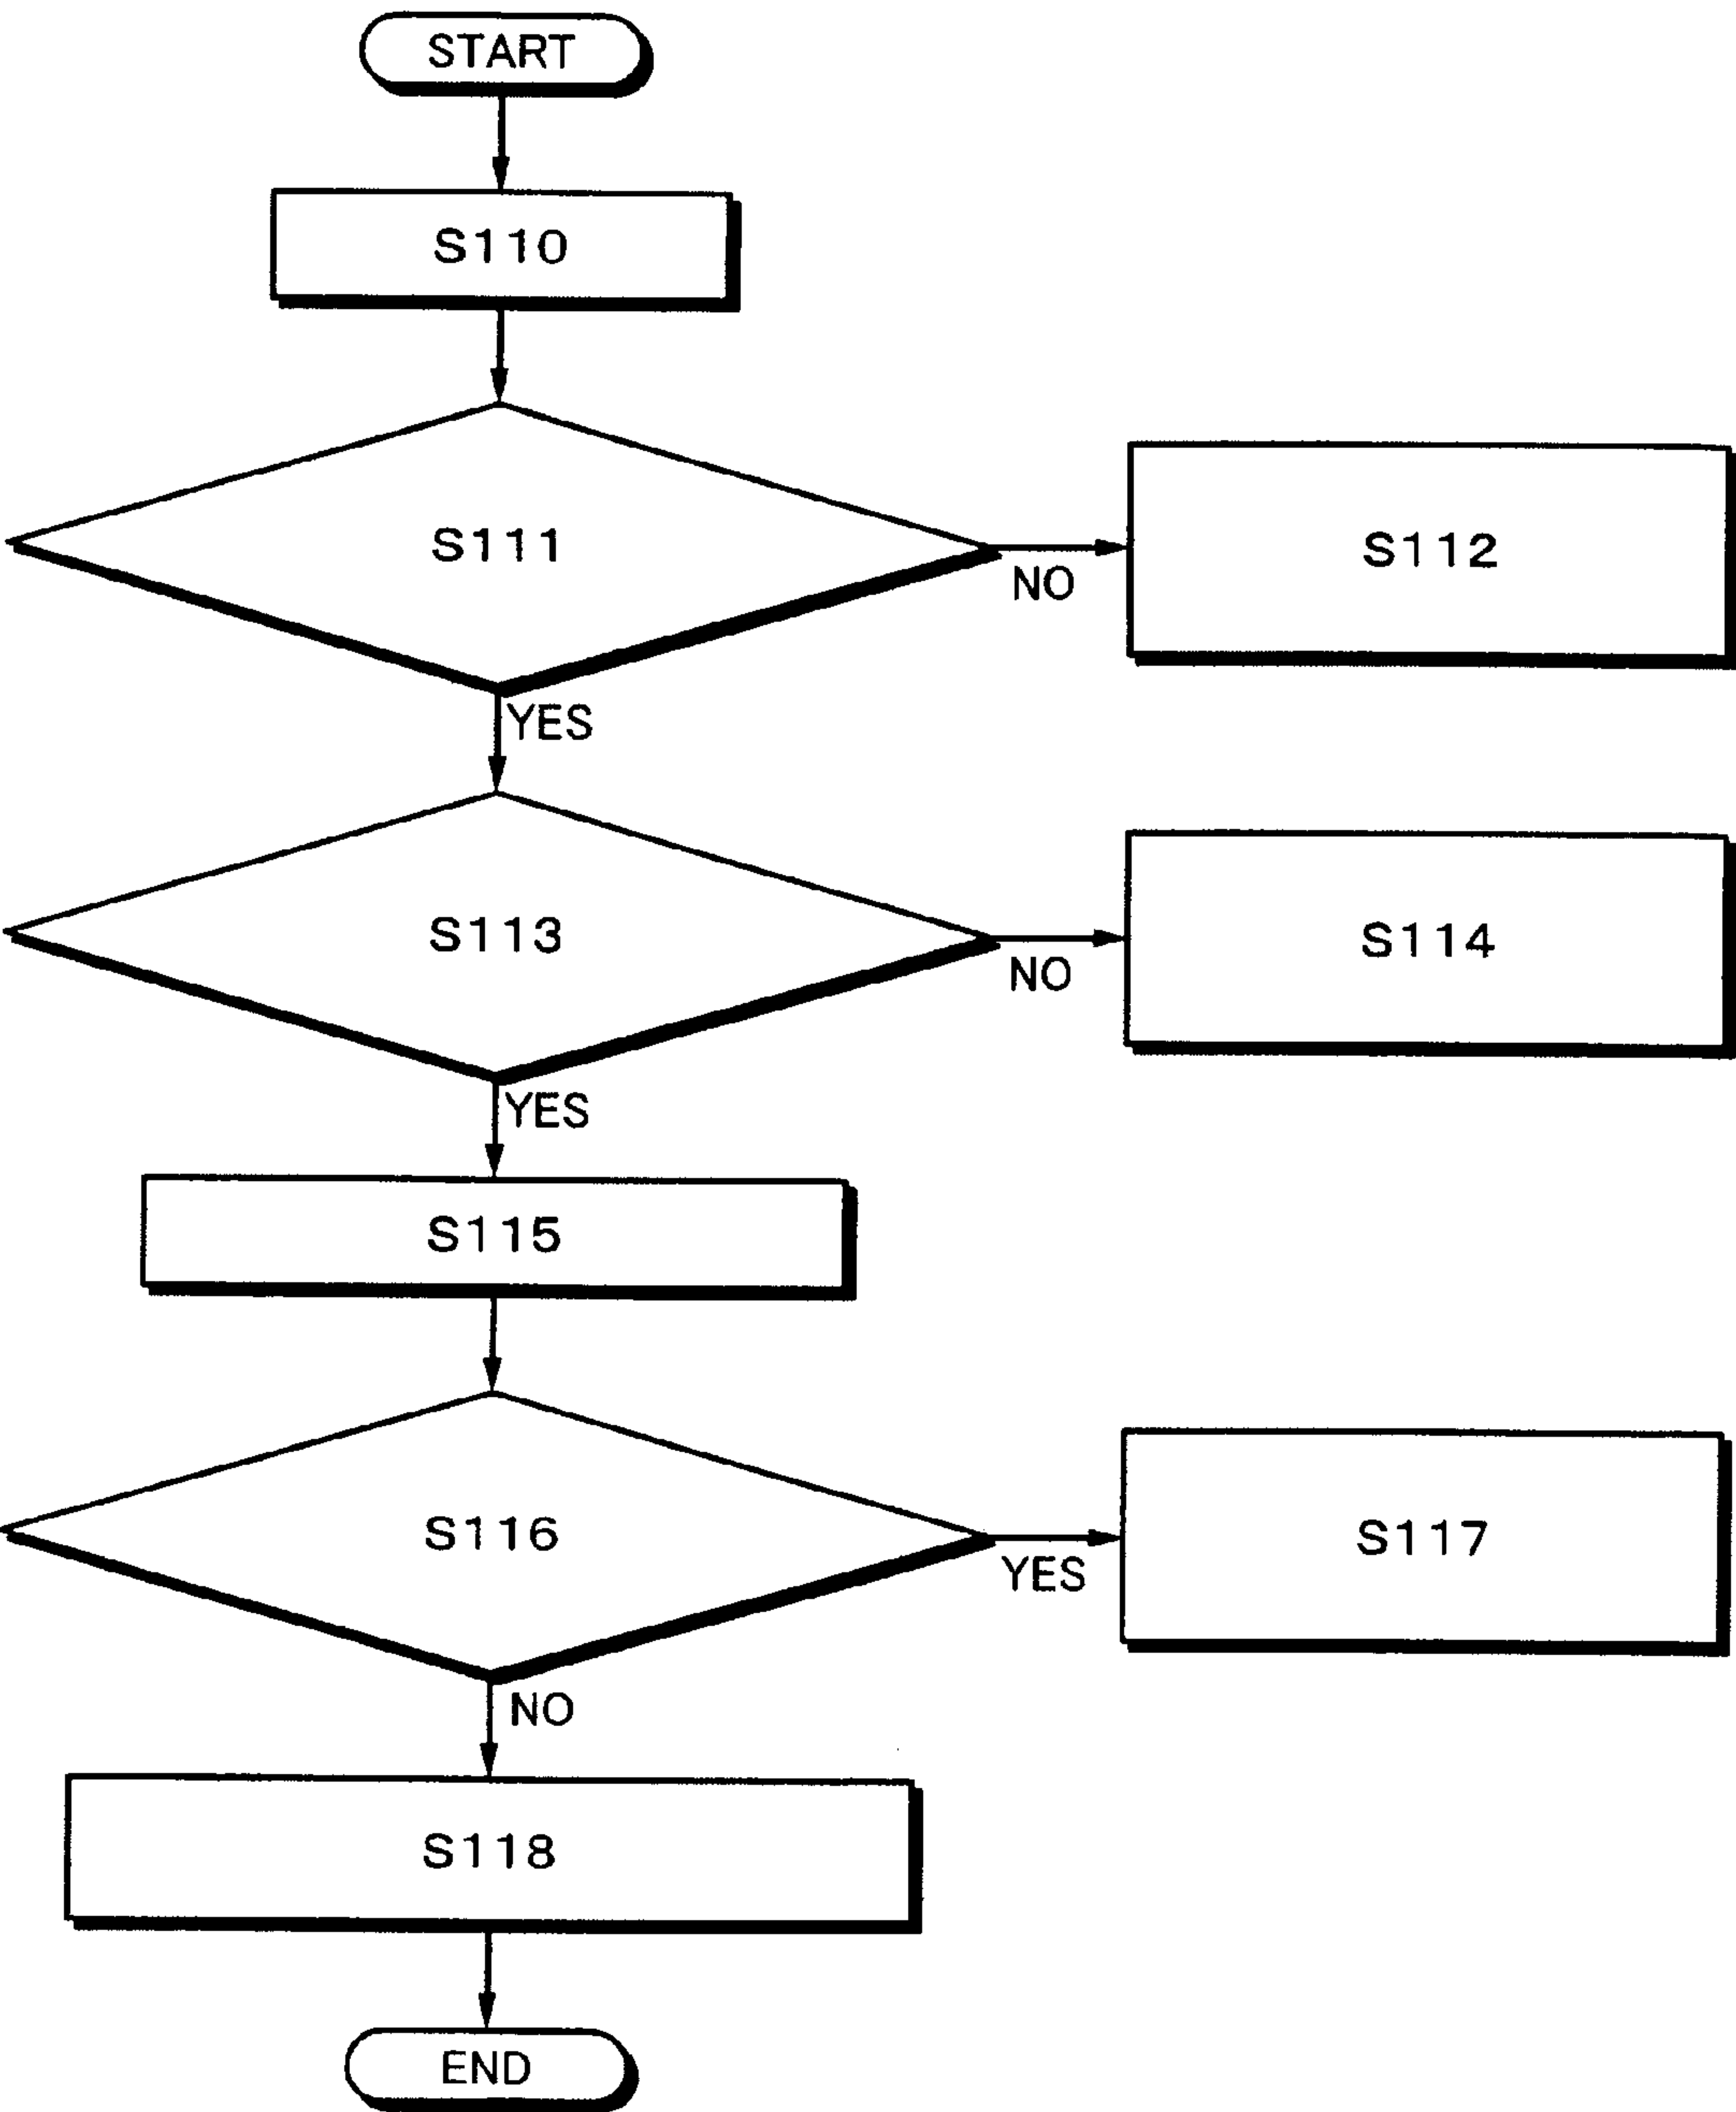 START
S110
S111
S112
NO
YES
S113
S114
NO
YES
S115
S116
S117
YES
NO
S118
END